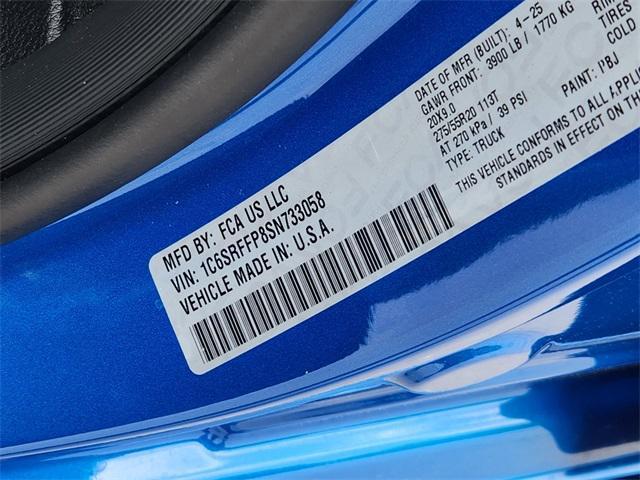 MFD BY: FCA US LLC
VIN: 1C6SRFFP8SN733058
VEHICLE MADE IN: U.S.A.
DATE OF MFR (BUILT): 4-25
GAWR FRONT: 3900 LB / 1770 KG
20X9.0
275/55R20 113T
AT 270 kPa / 39 PSI
TYPE: TRUCK
RIM
TIRES
COLD
PAINT: PBJ
THIS VEHICLE CONFORMS TO ALL APPLI
STANDARDS IN EFFECT ON THE